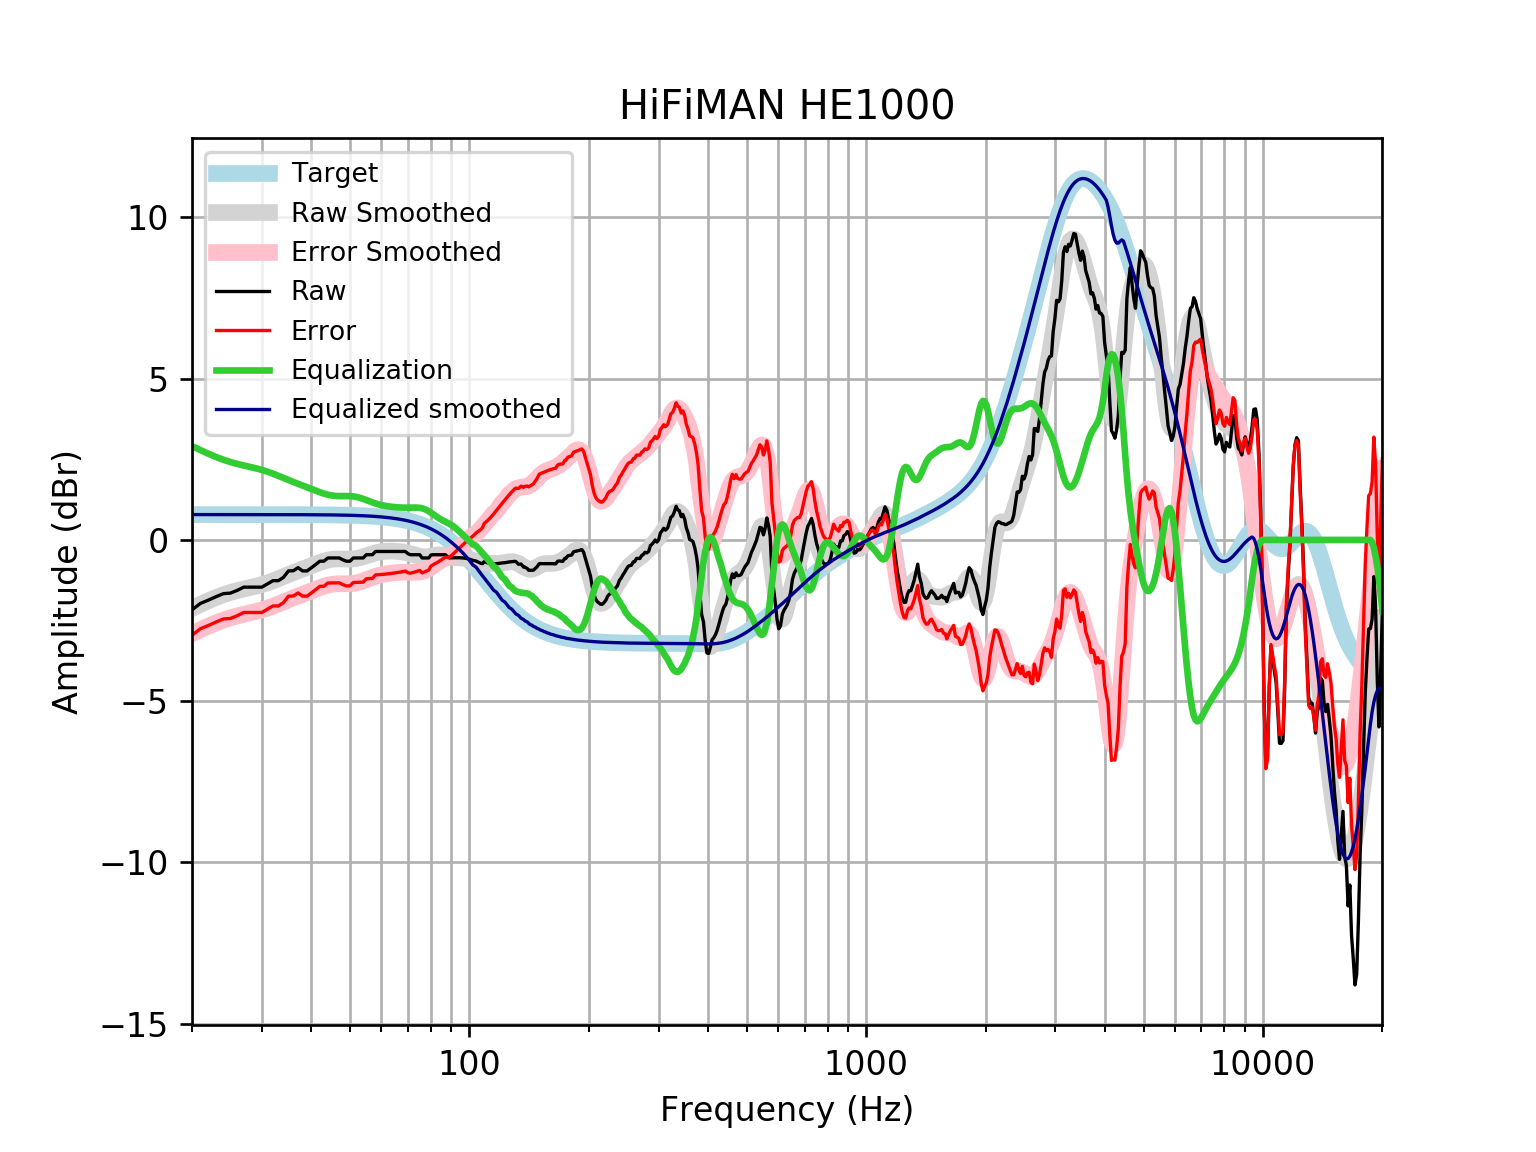 HiFiMAN HE1000
Target
Raw Smoothed
Error Smoothed
Raw
Error
Equalization
Equalized smoothed
10
5
0
−5
−10
−15
Amplitude (dBr)
100 1000 10000
Frequency (Hz)